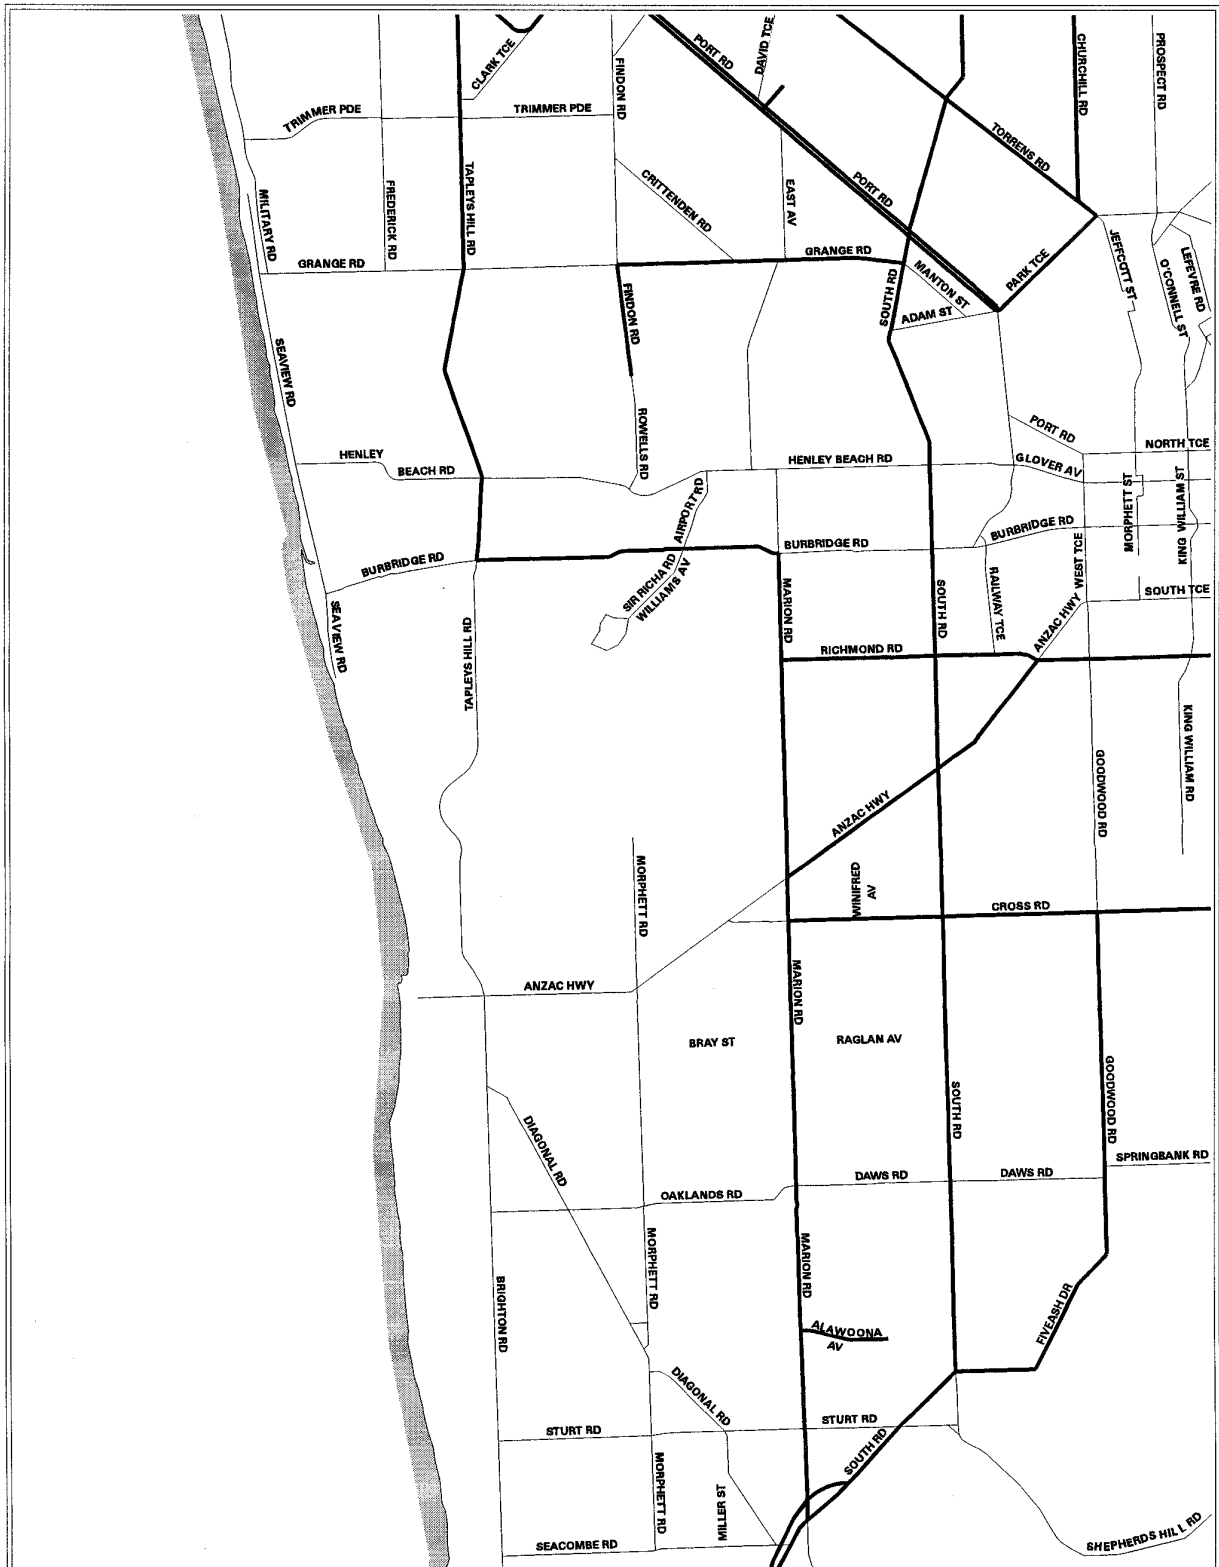 CLARK TCE
FINDON RD
PORT RD
DAVID TCE
CHURCHILL RD
PROSPECT RD
TRIMMER PDE
TRIMMER PDE
TORRENS RD
MILITARY RD
FREDERICK RD
TAPLEYS HILL RD
CRITTENDEN RD
EAST AV
PORT RD
GRANGE RD
GRANGE RD
MANTON ST
PARK TCE
JEFFCOTT ST
LEFEVRE RD
O'CONNELL ST
FINDON RD
SOUTH RD
ADAM ST
SEAVIEW RD
ROWELLS RD
PORT RD
NORTH TCE
HENLEY
BEACH RD
HENLEY BEACH RD
GLOVER AV
AIRPORT RD
MORPHETT ST
KING WILLIAM ST
BURBRIDGE RD
BURBRIDGE RD
BURBRIDGE RD
WEST TCE
SIR RICHARD
WILLIAMS AV
SEAVIEW RD
TAPLEYS HILL RD
MARION RD
SOUTH RD
RAILWAY TCE
ANZAC HWY
SOUTH TCE
RICHMOND RD
KING WILLIAM RD
GOODWOOD RD
ANZAC HWY
MORPHETT RD
WINIFRED
AV
CROSS RD
MARION RD
ANZAC HWY
BRAY ST
RAGLAN AV
SOUTH RD
GOODWOOD RD
DIAGONAL RD
SPRINGBANK RD
OAKLANDS RD
DAWS RD
DAWS RD
MORPHETT RD
MARION RD
BRIGHTON RD
ALAWOONA
AV
FIVEASH DR
DIAGONAL RD
STURT RD
STURT RD
SOUTH RD
MORPHETT RD
MILLER ST
SEACOMBE RD
SHEPHERDS HILL RD